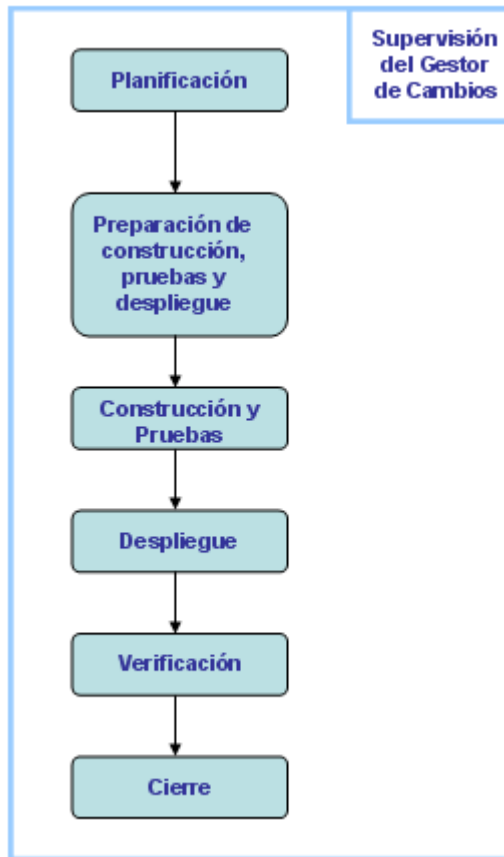 Supervisión
del Gestor
de Cambios
Planificación
Preparación de
construcción,
pruebas y
despliegue
Construcción y
Pruebas
Despliegue
Verificación
Cierre